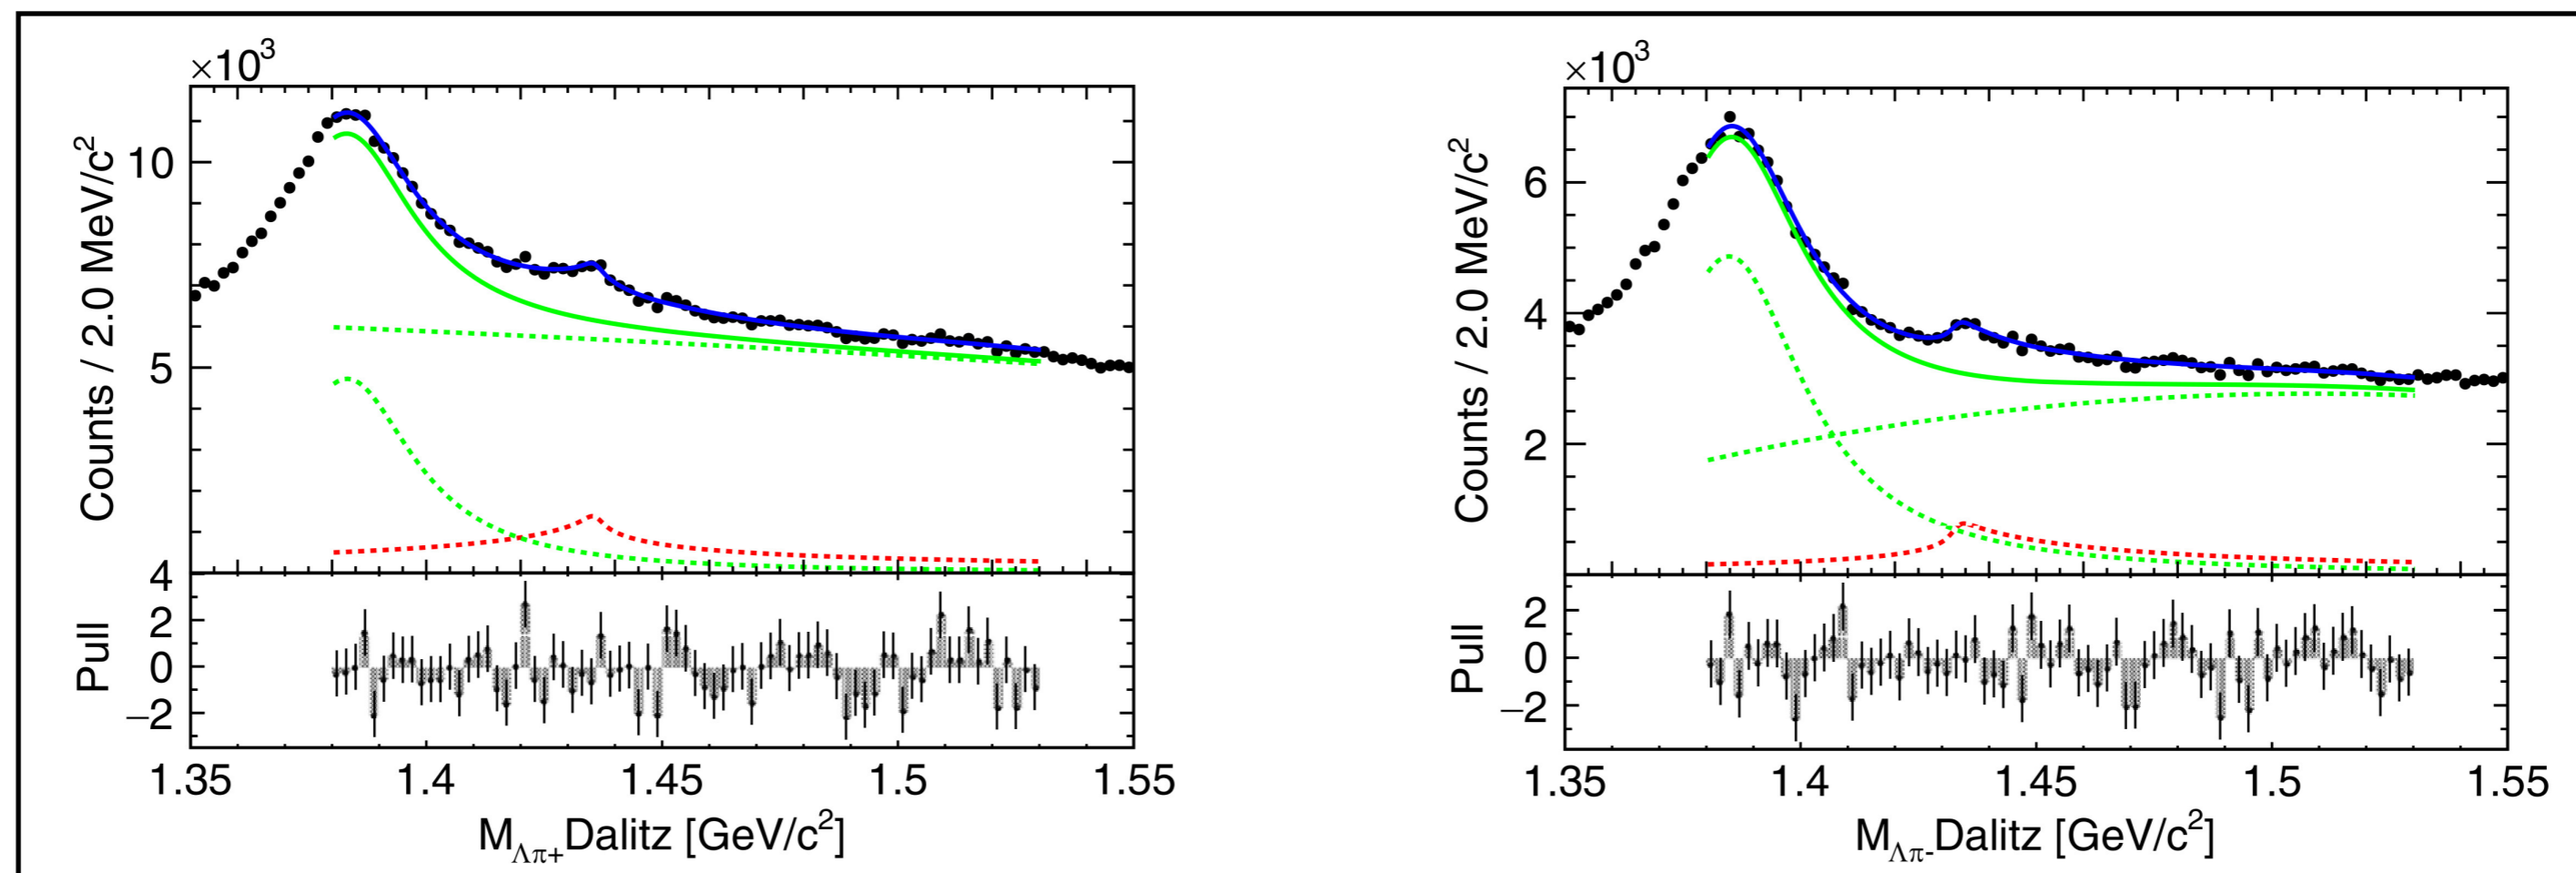 ×10³
Counts / 2.0 MeV/c²
10
5
4
2
0
−2
Pull
1.35 1.4 1.45 1.5 1.55
M_Λπ+ Dalitz [GeV/c²]
×10³
Counts / 2.0 MeV/c²
6
4
2
2
0
−2
Pull
1.35 1.4 1.45 1.5 1.55
M_Λπ- Dalitz [GeV/c²]